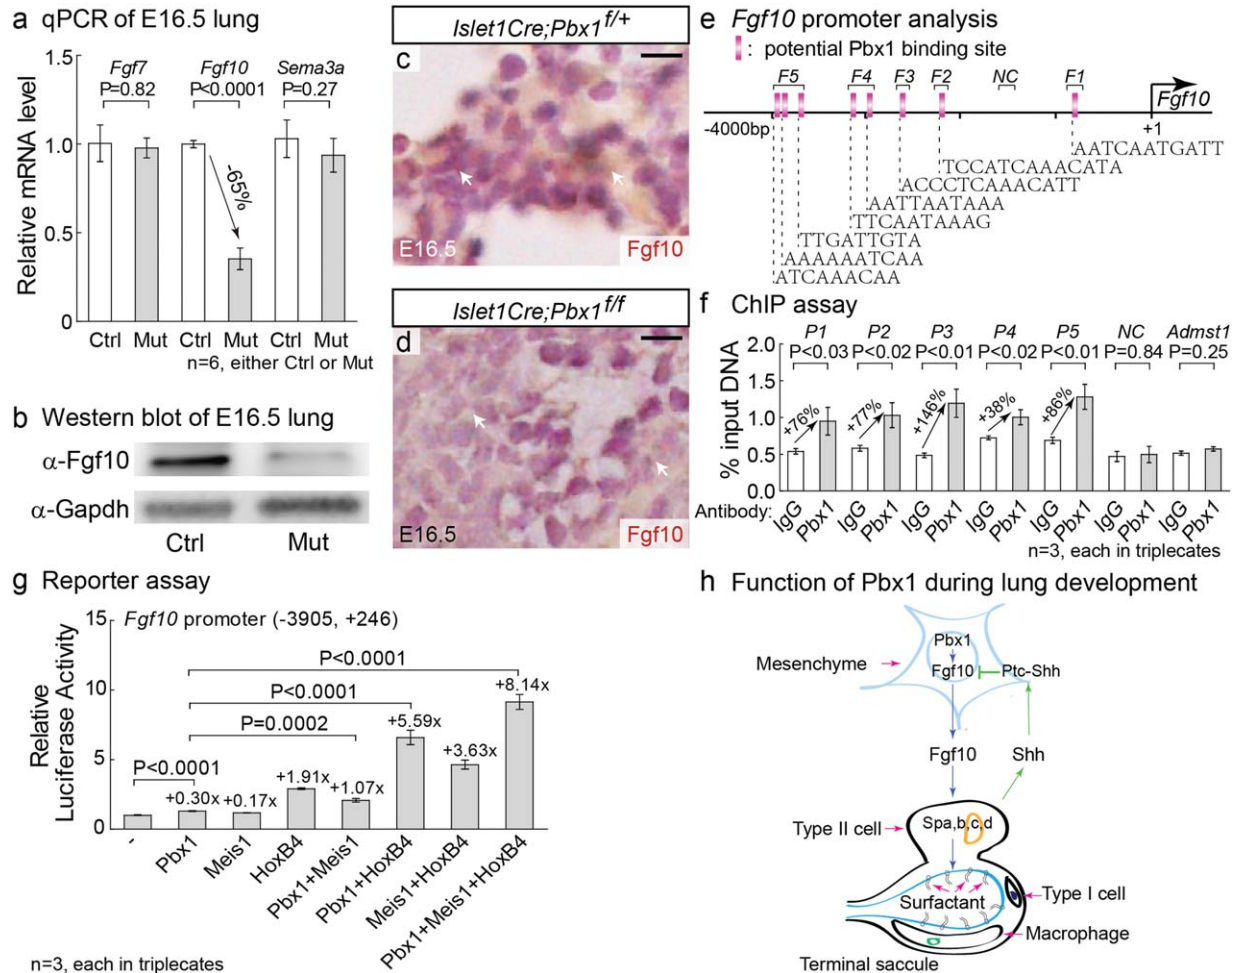 a qPCR of E16.5 lung
Relative mRNA level
1.5
1.0
0.5
0
Fgf7
P=0.82
Fgf10
P<0.0001
Sema3a
P=0.27
-65%
Ctrl Mut Ctrl Mut Ctrl Mut
n=6, either Ctrl or Mut
b Western blot of E16.5 lung
α-Fgf10
α-Gapdh
Ctrl Mut
Islet1Cre;Pbx1f/+
c
E16.5 Fgf10
Islet1Cre;Pbx1f/f
d
E16.5 Fgf10
e Fgf10 promoter analysis
: potential Pbx1 binding site
F5 F4 F3 F2 NC F1
Fgf10
-4000bp +1
AATCAATGATT
TCCATCAAACATA
ACCCTCAAACATT
AATTAATAAA
TTCAATAAAG
TTGATTGTA
AAAAAATCAA
ATCAAACAA
f ChIP assay
% input DNA
2.0
1.5
1.0
0.5
0.0
P1 P2 P3 P4 P5 NC Admst1
P<0.03 P<0.02 P<0.01 P<0.02 P<0.01 P=0.84 P=0.25
+76% +77% +146% +38% +86%
Antibody: IgG Pbx1 IgG Pbx1 IgG Pbx1 IgG Pbx1 IgG Pbx1 IgG Pbx1 IgG Pbx1
n=3, each in triplecates
g Reporter assay
Fgf10 promoter (-3905, +246)
Relative
Luciferase Activity
15
10
5
0
P<0.0001
P<0.0001
P=0.0002
P<0.0001
+0.30x +0.17x +1.91x +1.07x +5.59x +3.63x +8.14x
-
Pbx1
Meis1
HoxB4
Pbx1+Meis1
Pbx1+HoxB4
Meis1+HoxB4
Pbx1+Meis1+HoxB4
n=3, each in triplecates
h Function of Pbx1 during lung development
Pbx1
Mesenchyme
Fgf10 Ptc-Shh
Fgf10 Shh
Type II cell Spa,b,c,d
Surfactant Type I cell
Macrophage
Terminal saccule